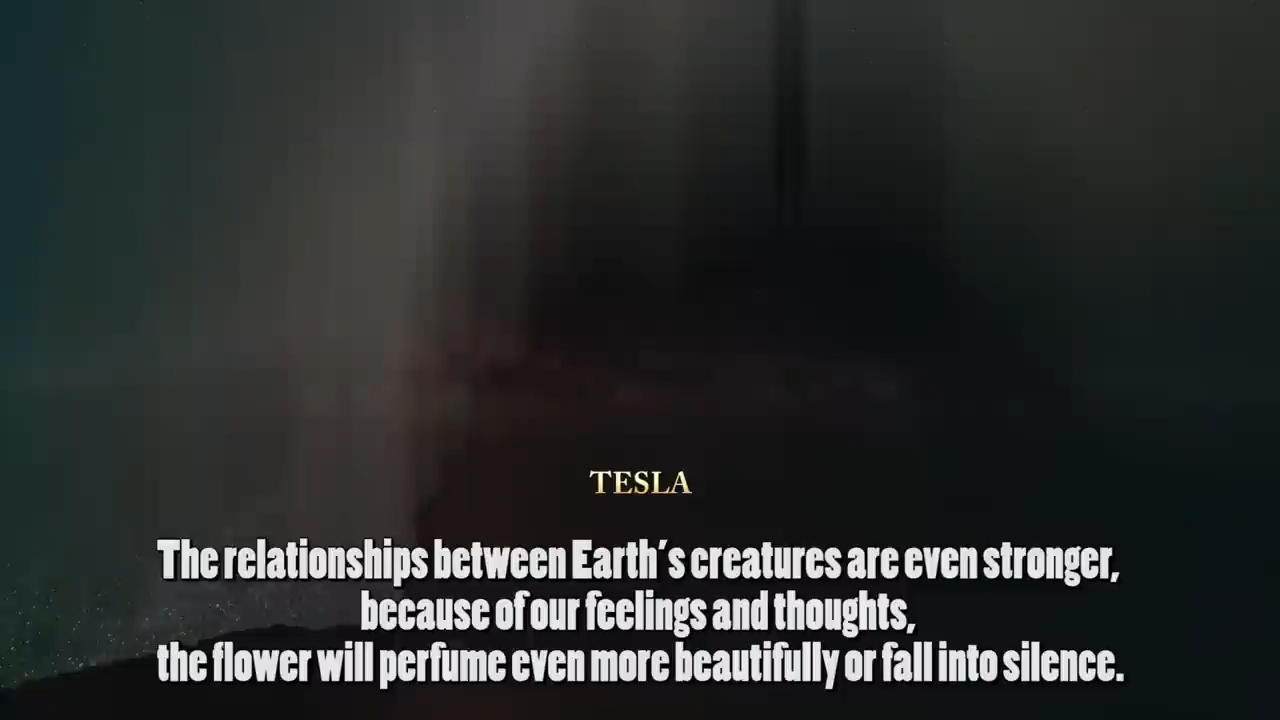 TESLA
The relationships between Earth's creatures are even stronger,
because of our feelings and thoughts,
the flower will perfume even more beautifully or fall into silence.